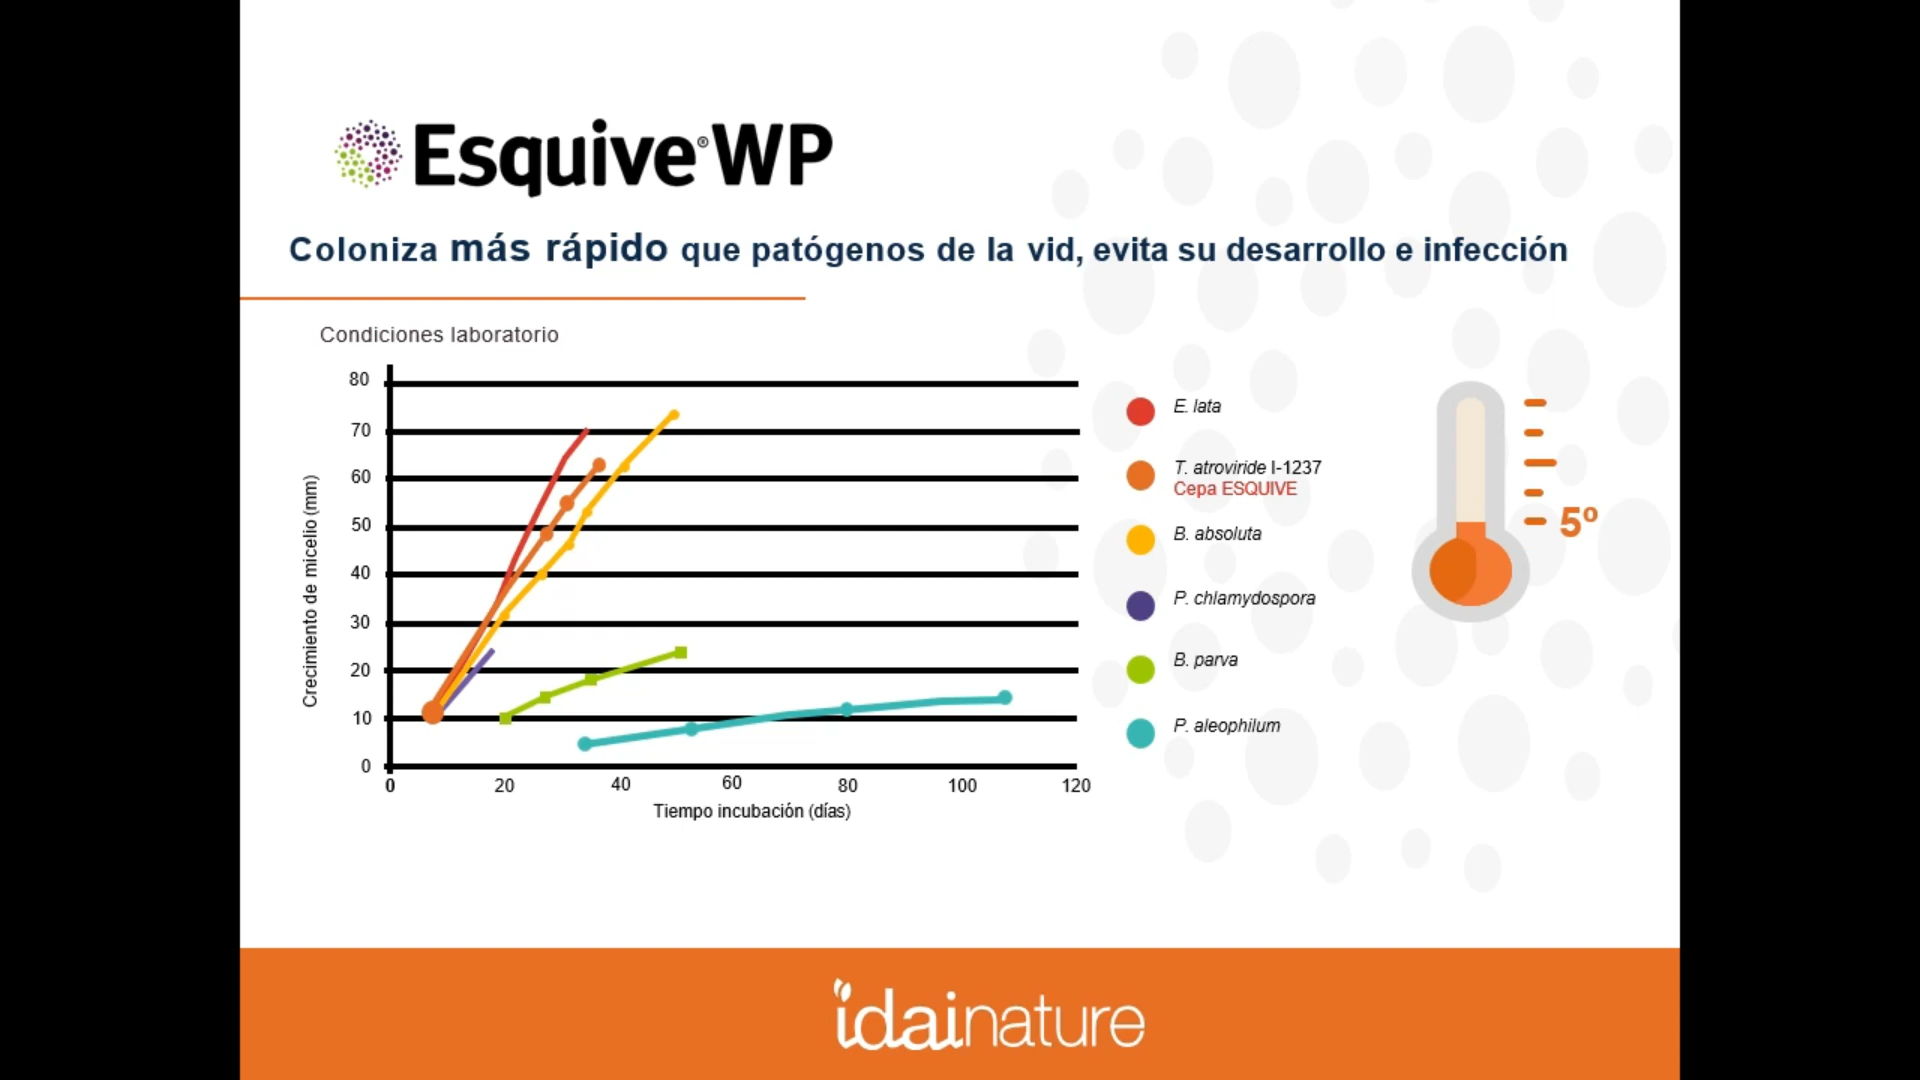 Esquive® WP
Coloniza más rápido que patógenos de la vid, evita su desarrollo e infección
Condiciones laboratorio
Crecimiento de micelio (mm)
80
70
60
50
40
30
20
10
0
0 20 40 60 80 100 120
Tiempo incubación (días)
E. lata
T. atroviride I-1237
Cepa ESQUIVE
B. absoluta
P. chlamydospora
B. parva
P. aleophilum
5º
idainature